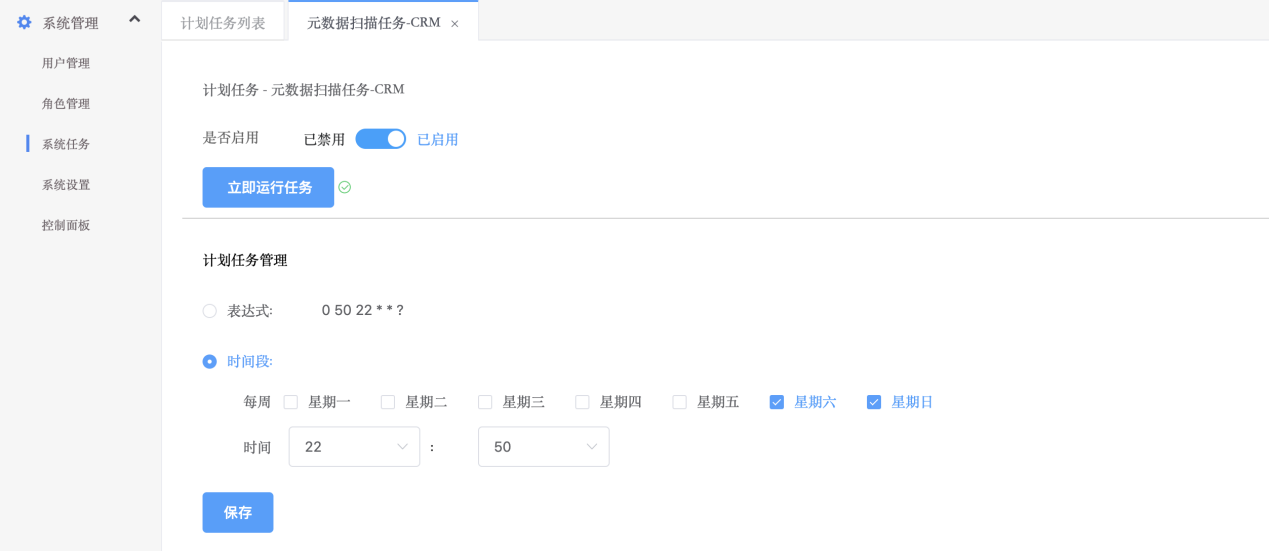 系统管理
用户管理
角色管理
系统任务
系统设置
控制面板
计划任务列表 元数据扫描任务-CRM ×
计划任务 - 元数据扫描任务-CRM
是否启用 已禁用 已启用
立即运行任务
计划任务管理
表达式: 0 50 22 * * ?
时间段:
每周 星期一 星期二 星期三 星期四 星期五 星期六 星期日
时间 22 : 50
保存